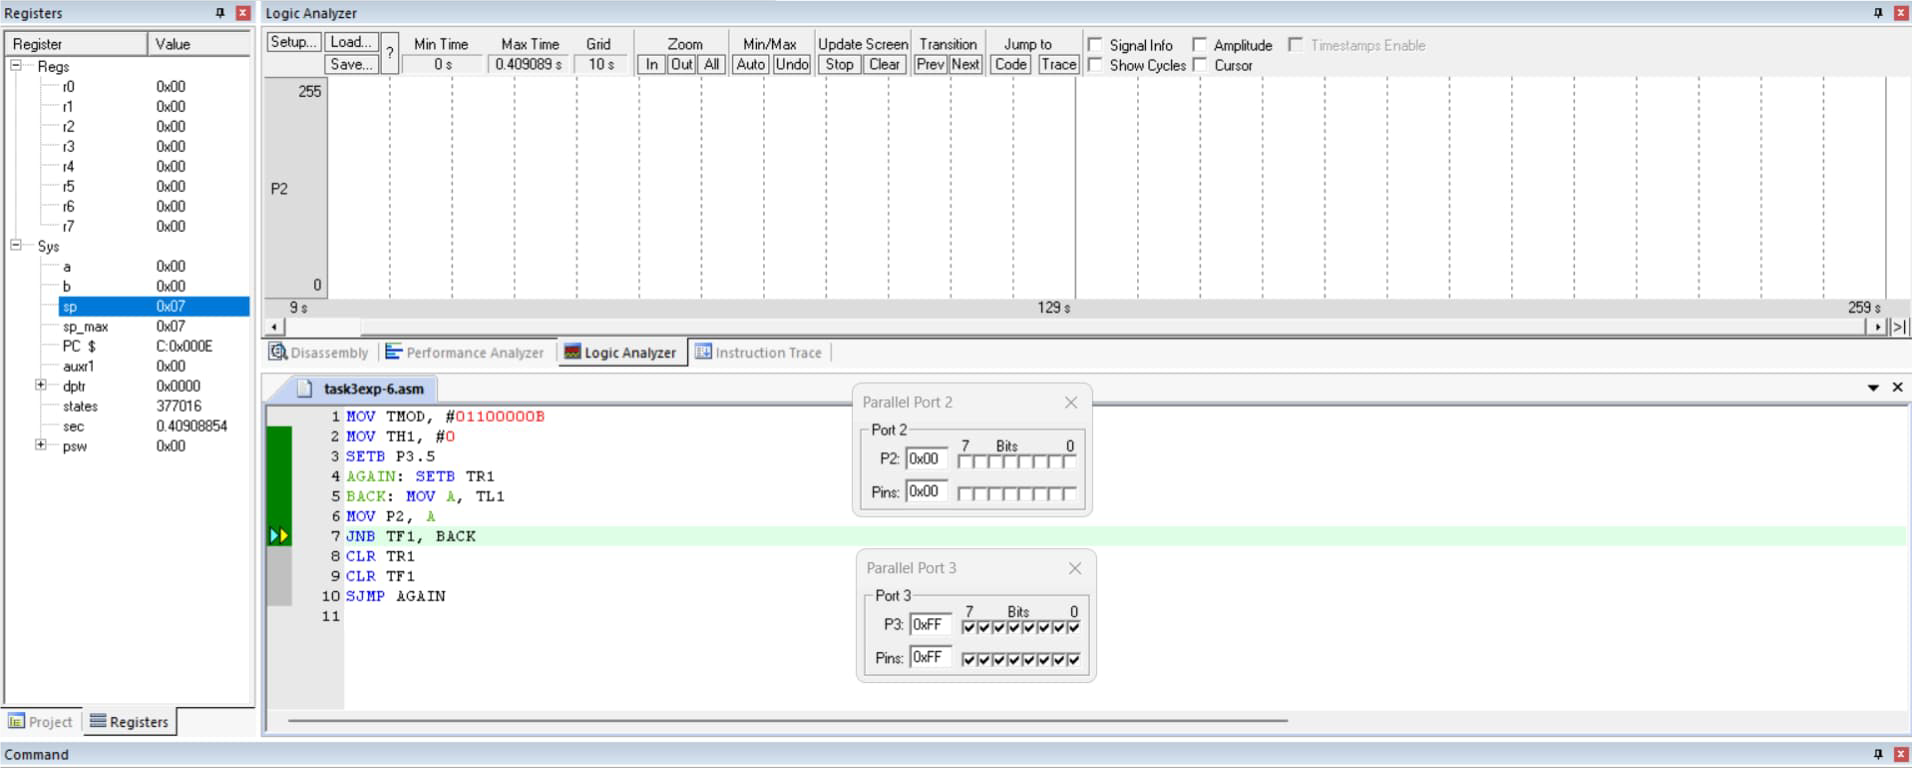 Registers
Register Value
Regs
r0 0x00
r1 0x00
r2 0x00
r3 0x00
r4 0x00
r5 0x00
r6 0x00
r7 0x00
Sys
a 0x00
b 0x00
sp 0x07
sp_max 0x07
PC $ C:0x000E
auxr1 0x00
dptr 0x0000
states 377016
sec 0.40908854
psw 0x00
Project Registers
Logic Analyzer
Setup... Load... ? Min Time Max Time Grid Zoom Min/Max Update Screen Transition Jump to Signal Info Amplitude Timestamps Enable
Save... 0 s 0.409089 s 10 s In Out All Auto Undo Stop Clear Prev Next Code Trace Show Cycles Cursor
255
P2
0
9 s 129 s 259 s
Disassembly Performance Analyzer Logic Analyzer Instruction Trace
task3exp-6.asm
1 MOV TMOD, #01100000B
2 MOV TH1, #0
3 SETB P3.5
4 AGAIN: SETB TR1
5 BACK: MOV A, TL1
6 MOV P2, A
7 JNB TF1, BACK
8 CLR TR1
9 CLR TF1
10 SJMP AGAIN
11
Parallel Port 2
Port 2
7 Bits 0
P2: 0x00
Pins: 0x00
Parallel Port 3
Port 3
7 Bits 0
P3: 0xFF
Pins: 0xFF
Command